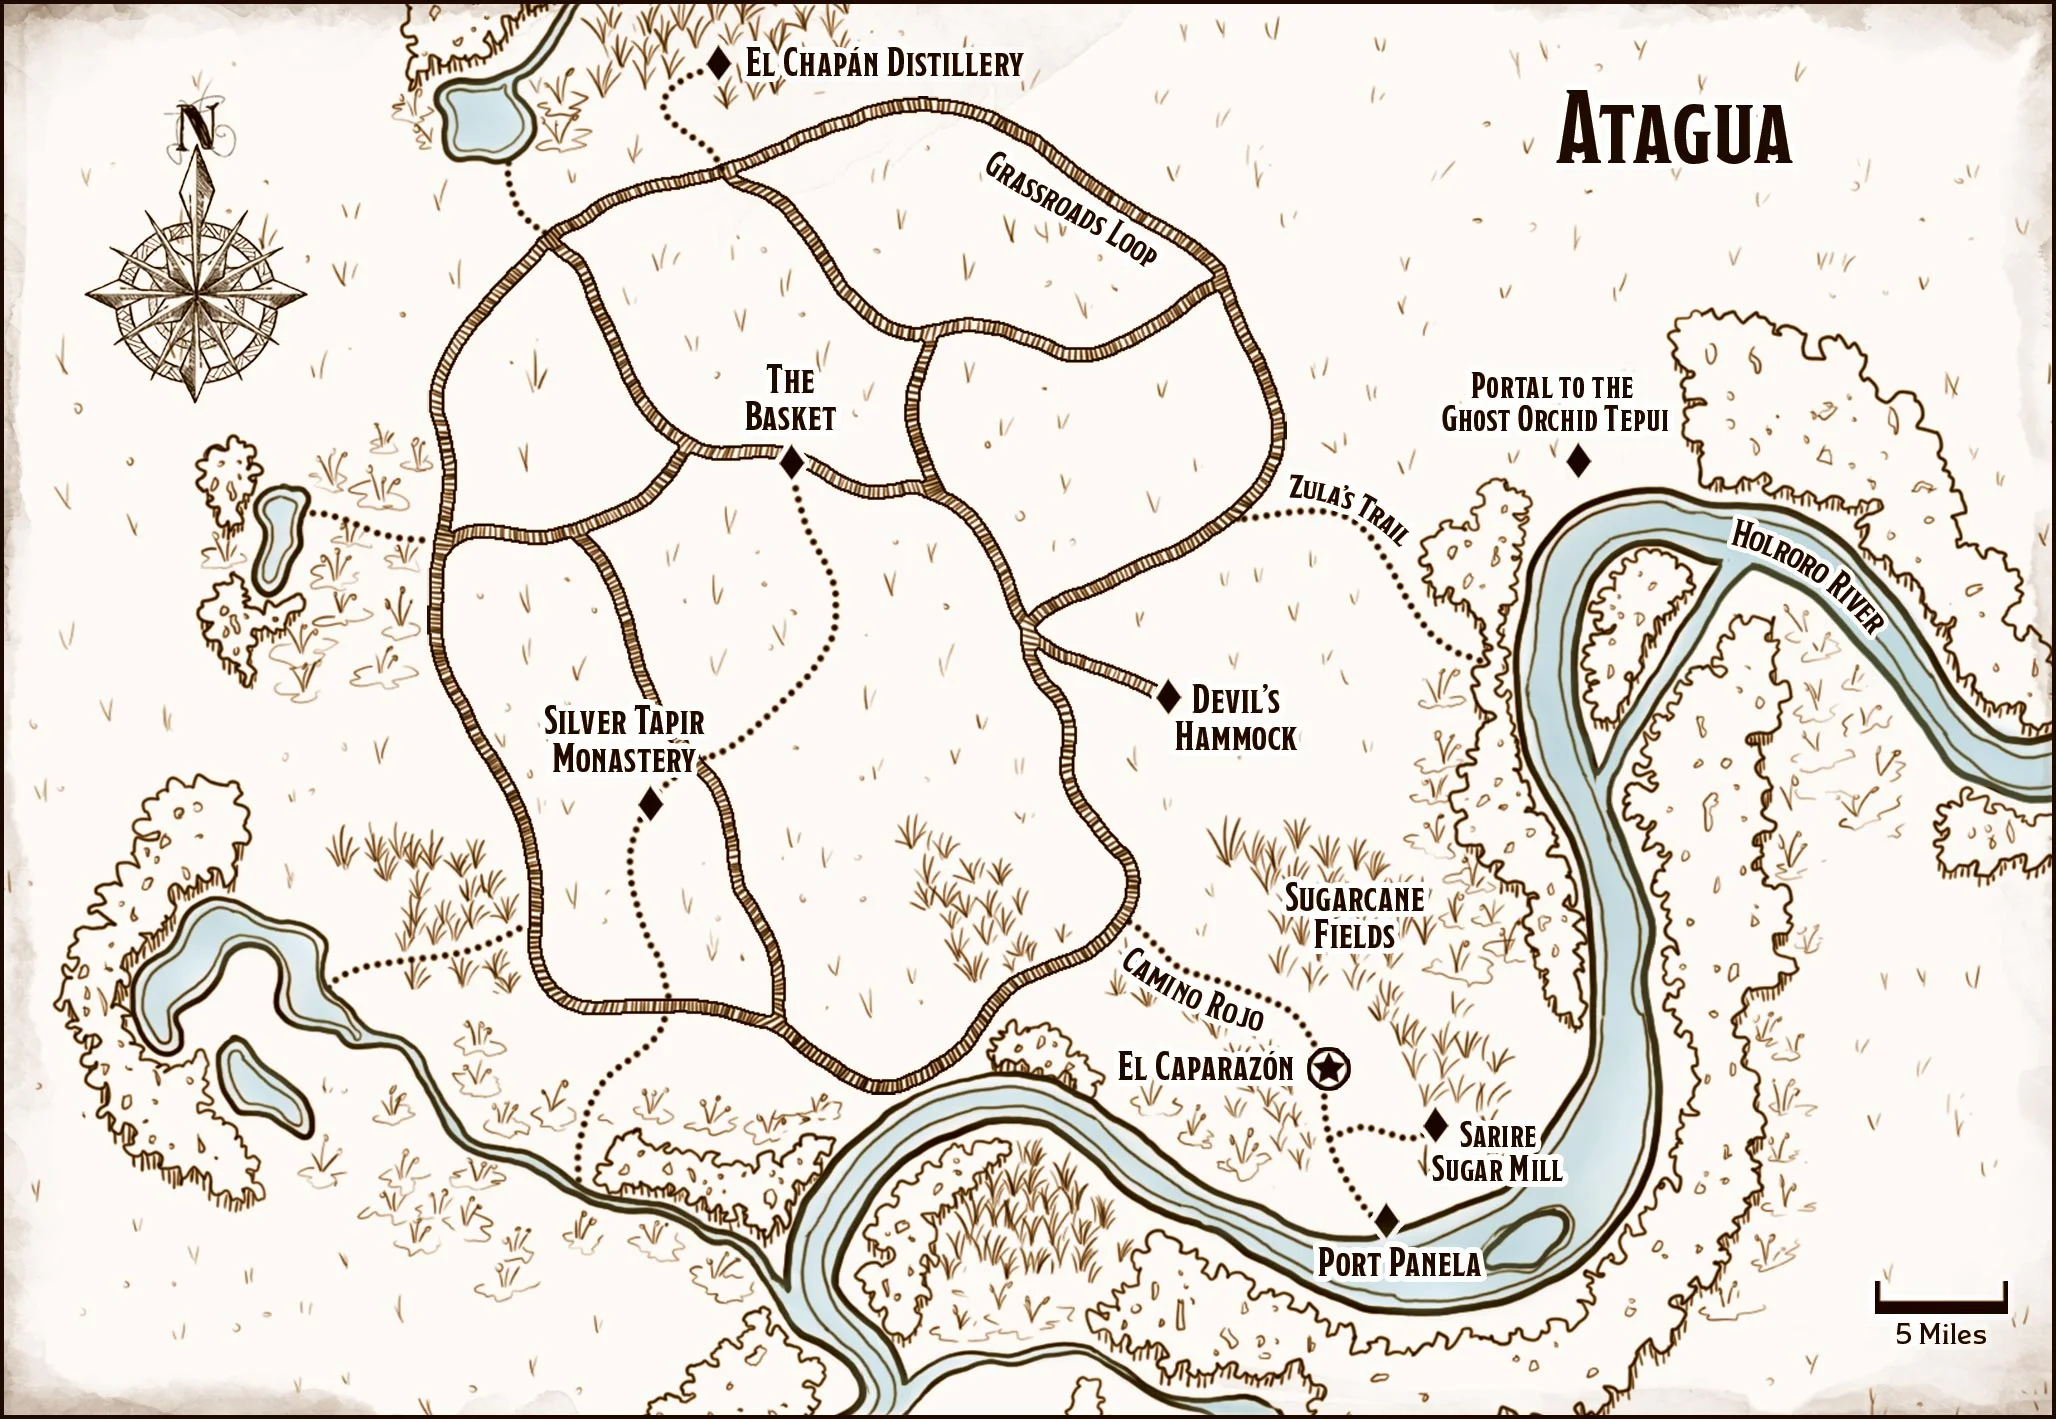 El Chapán Distillery
Atagua
N
Grassroads Loop
The
Basket
Portal to the
Ghost Orchid Tepui
Zula's Trail
Holroro River
Silver Tapir
Monastery
Devil's
Hammock
Sugarcane
Fields
Camino Rojo
El Caparazón
Sarire
Sugar Mill
Port Panela
5 Miles